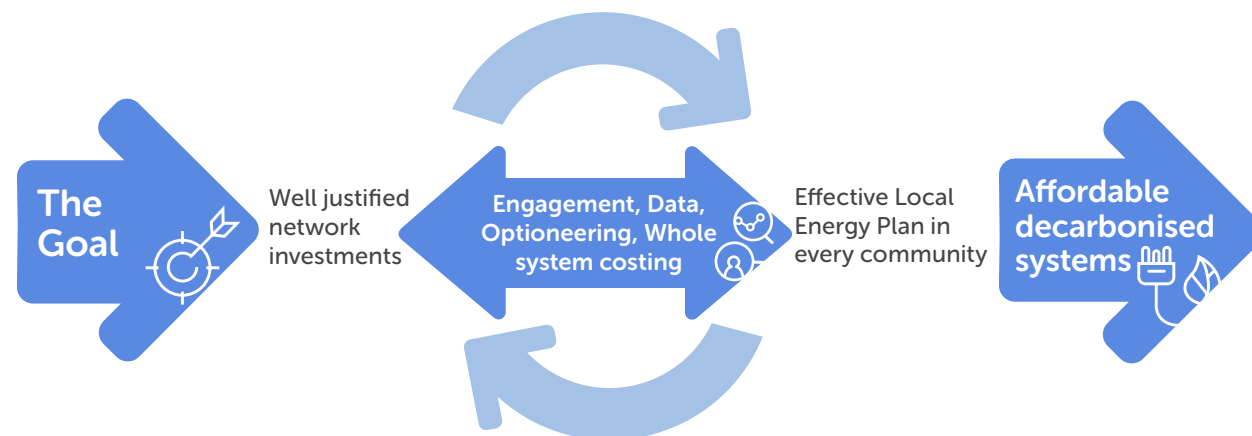 The
Goal
Well justified
network
investments
Engagement, Data,
Optioneering, Whole
system costing
Effective Local
Energy Plan in
every community
Affordable
decarbonised
systems